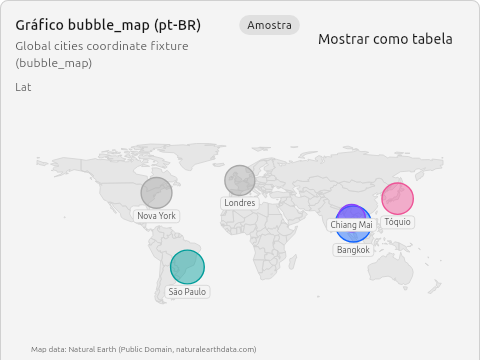 Gráfico bubble_map (pt-BR)
Amostra
Global cities coordinate fixture
(bubble_map)
Mostrar como tabela
Lat
Nova York
Londres
Chiang Mai
Tóquio
Bangkok
São Paulo
Map data: Natural Earth (Public Domain, naturalearthdata.com)